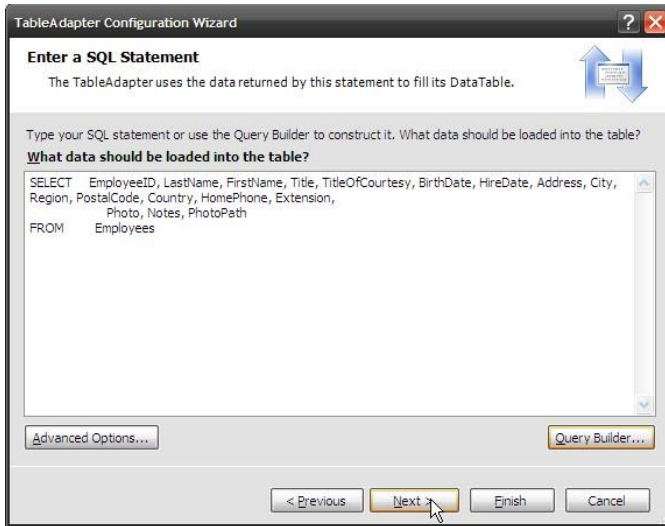 TableAdapter Configuration Wizard
Enter a SQL Statement
The TableAdapter uses the data returned by this statement to fill its DataTable.
Type your SQL statement or use the Query Builder to construct it. What data should be loaded into the table?
What data should be loaded into the table?
SELECT EmployeeID, LastName, FirstName, Title, TitleOfCourtesy, BirthDate, HireDate, Address, City,
Region, PostalCode, Country, HomePhone, Extension,
Photo, Notes, PhotoPath
FROM Employees
Advanced Options... Query Builder...
< Previous Next > Finish Cancel